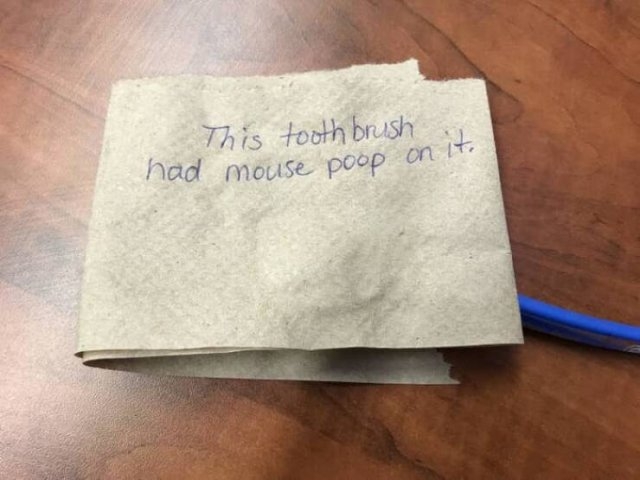 This toothbrush
had mouse poop on it.